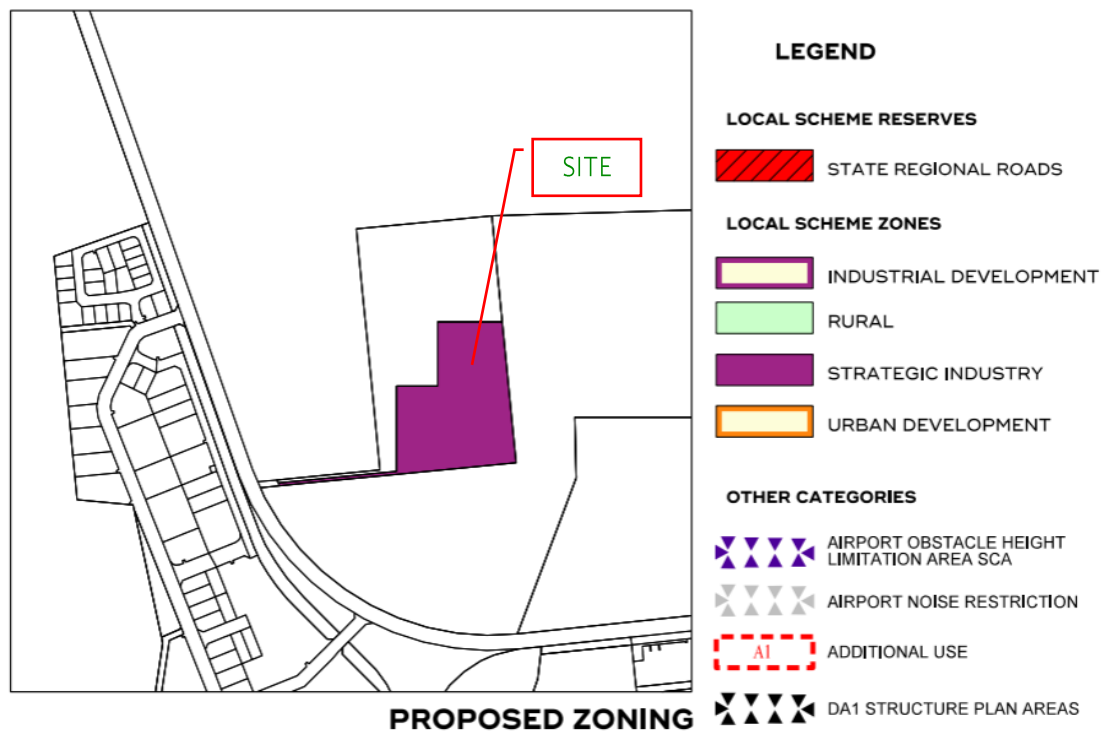 SITE
PROPOSED ZONING
LEGEND
LOCAL SCHEME RESERVES
STATE REGIONAL ROADS
LOCAL SCHEME ZONES
INDUSTRIAL DEVELOPMENT
RURAL
STRATEGIC INDUSTRY
URBAN DEVELOPMENT
OTHER CATEGORIES
AIRPORT OBSTACLE HEIGHT
LIMITATION AREA SCA
AIRPORT NOISE RESTRICTION
A1
ADDITIONAL USE
DA1 STRUCTURE PLAN AREAS